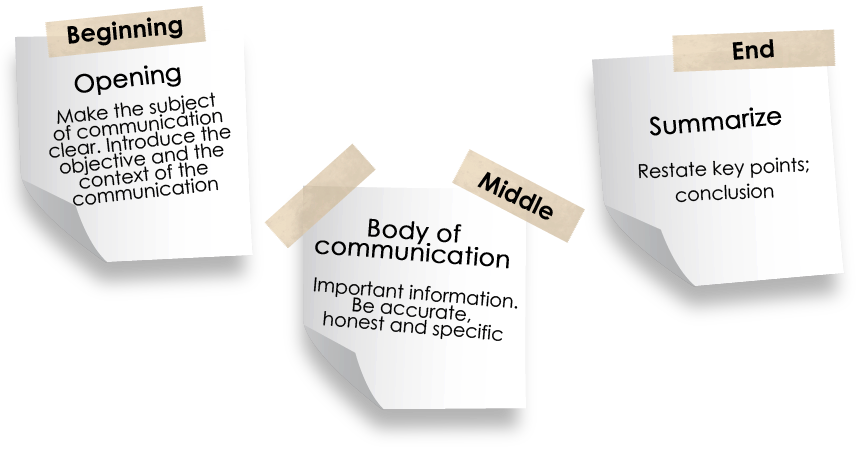 Beginning
Opening
Make the subject
of communication
clear. Introduce the
objective and the
context of the
communication
Middle
Body of
communication
Important information.
Be accurate,
honest and specific
End
Summarize
Restate key points;
conclusion